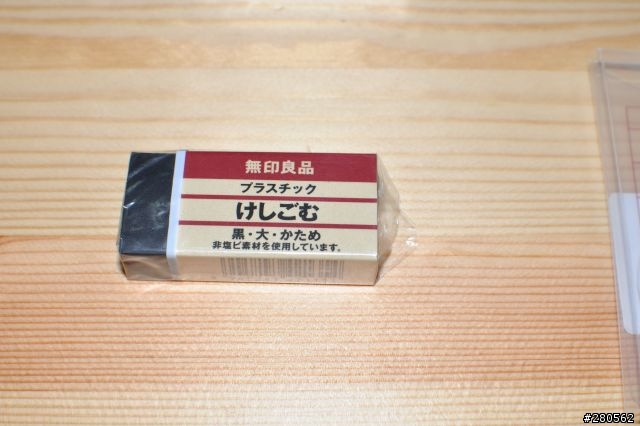 無印良品
プラスチック
けしごむ
黒・大・かため
非塩ビ素材を使用しています。
#280562